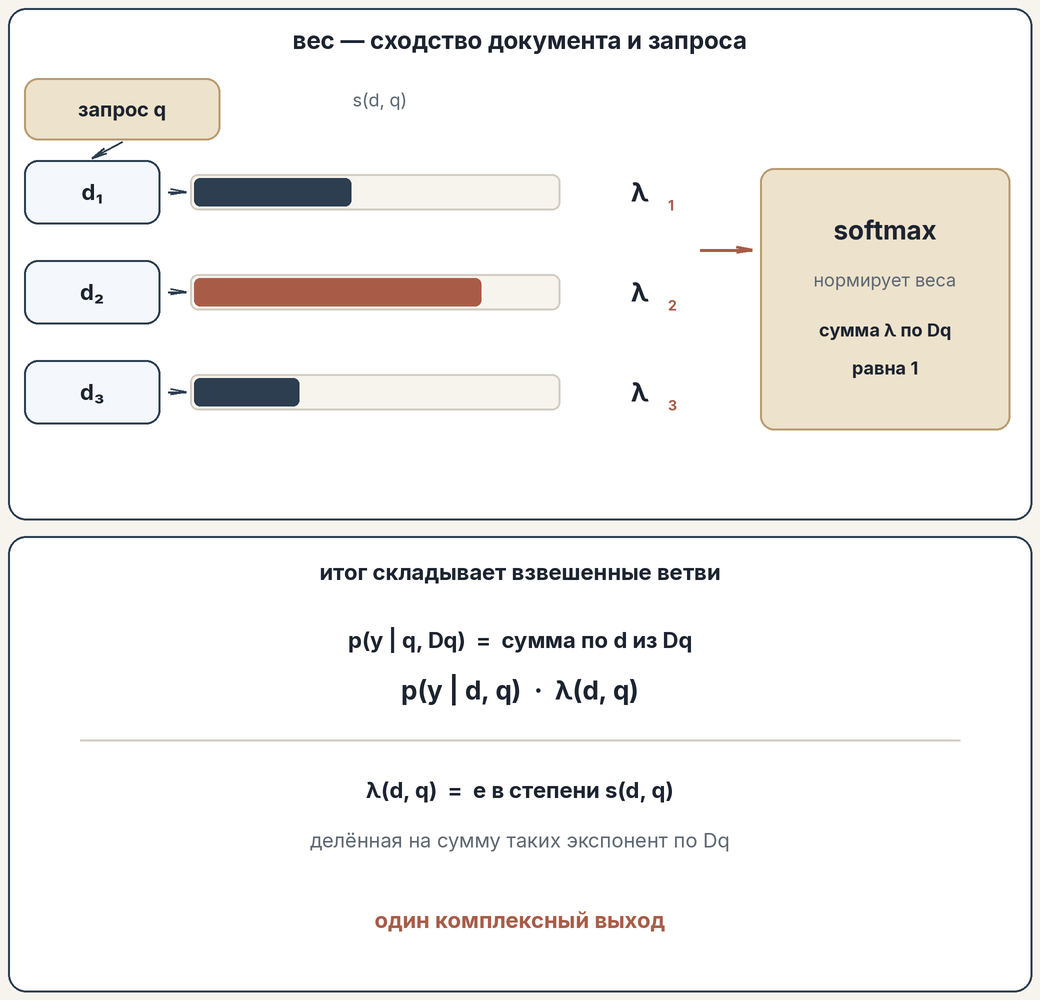 вес — сходство документа и запроса
запрос q
s(d, q)
d₁
λ 1
d₂
λ 2
d₃
λ 3
softmax
нормирует веса
сумма λ по Dq
равна 1
итог складывает взвешенные ветви
p(y | q, Dq) = сумма по d из Dq
p(y | d, q) · λ(d, q)
λ(d, q) = e в степени s(d, q)
делённая на сумму таких экспонент по Dq
один комплексный выход